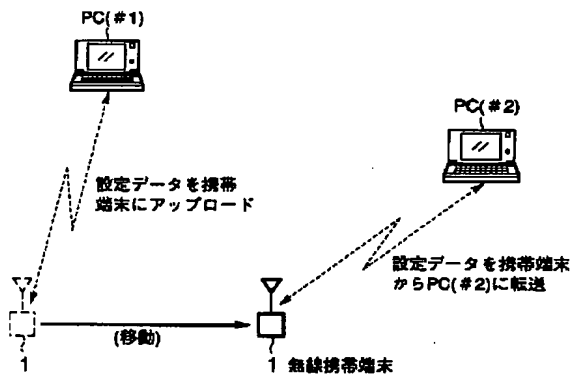 PC(#1)
PC(#2)
設定データを携帯
端末にアップロード
設定データを携帯端末
からPC(#2)に転送
(移動)
1
1 無線携帯端末